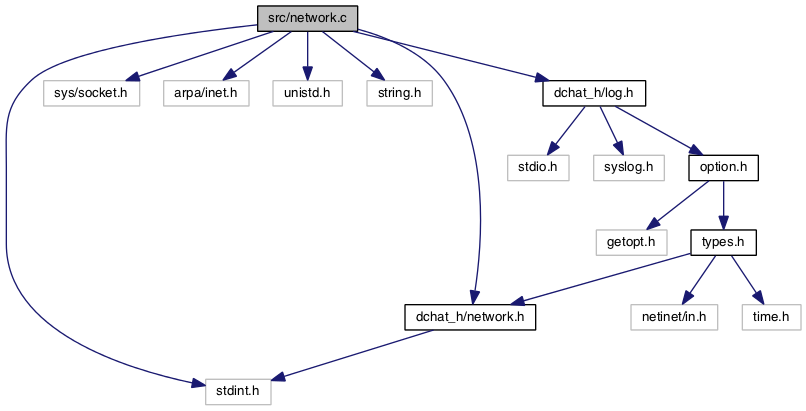 src/network.c
sys/socket.h
arpa/inet.h
unistd.h
string.h
dchat_h/log.h
stdio.h
syslog.h
option.h
getopt.h
types.h
dchat_h/network.h
netinet/in.h
time.h
stdint.h